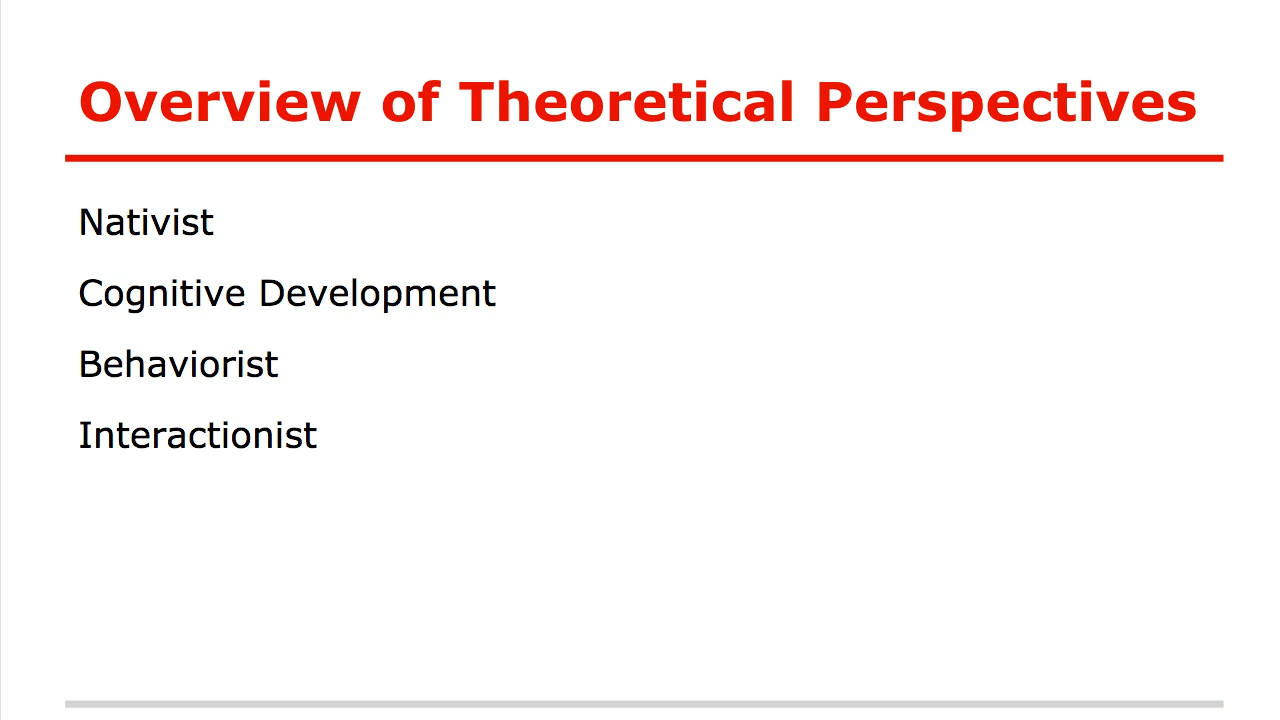 Overview of Theoretical Perspectives
Nativist
Cognitive Development
Behaviorist
Interactionist